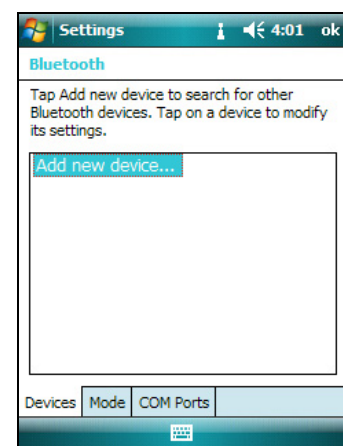 Settings 4:01 ok
Bluetooth
Tap Add new device to search for other
Bluetooth devices. Tap on a device to modify
its settings.
Add new device...
Devices Mode COM Ports